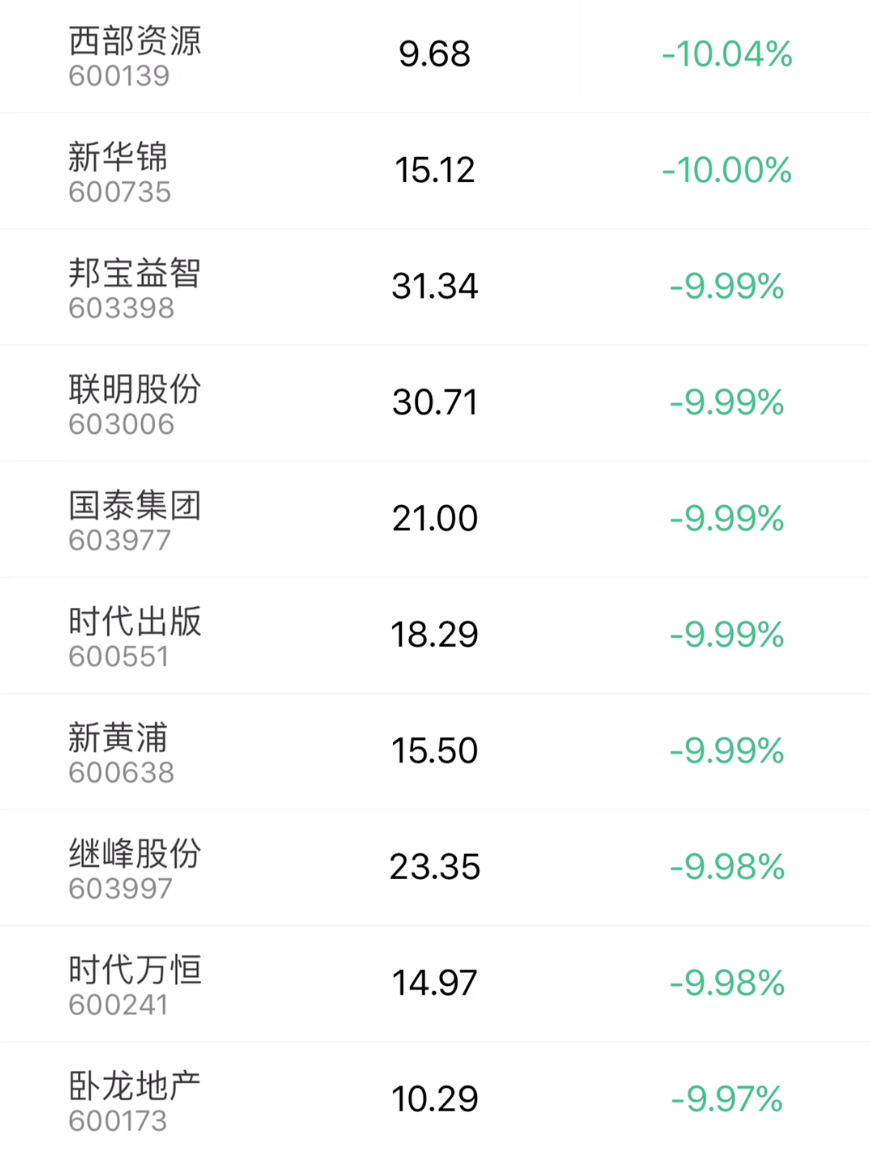 西部资源 9.68 -10.04%
600139
新华锦 15.12 -10.00%
600735
邦宝益智 31.34 -9.99%
603398
联明股份 30.71 -9.99%
603006
国泰集团 21.00 -9.99%
603977
时代出版 18.29 -9.99%
600551
新黄浦 15.50 -9.99%
600638
继峰股份 23.35 -9.98%
603997
时代万恒 14.97 -9.98%
600241
卧龙地产 10.29 -9.97%
600173